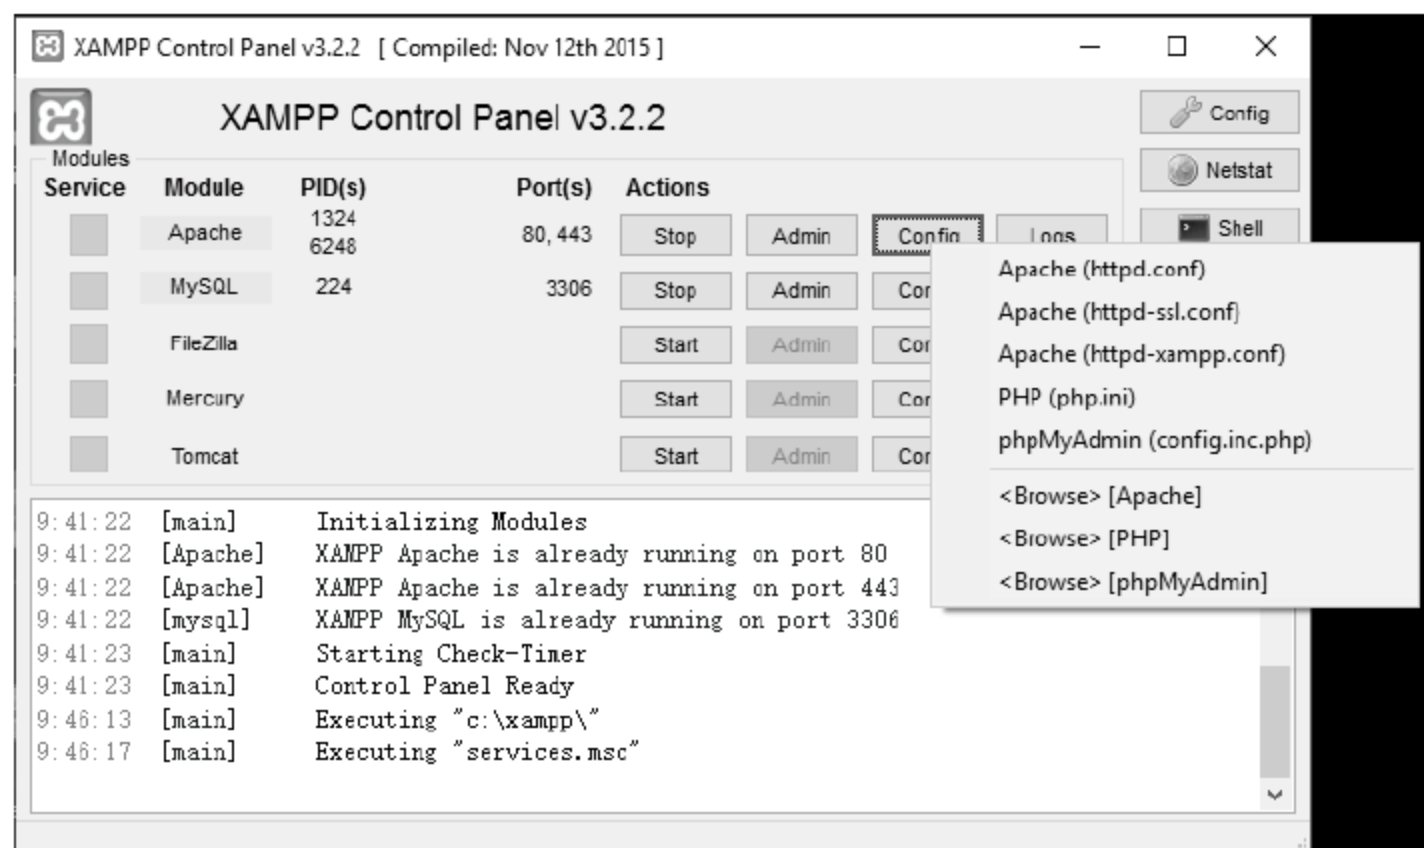 XAMPP Control Panel v3.2.2 [ Compiled: Nov 12th 2015 ]
XAMPP Control Panel v3.2.2
Config
Modules
Netstat
Service Module PID(s) Port(s) Actions
Shell
Apache 1324 6248 80, 443 Stop Admin Config Logs
MySQL 224 3306 Stop Admin
FileZilla Start Admin
Mercury Start Admin
Tomcat Start Admin
Apache (httpd.conf)
Apache (httpd-ssl.conf)
Apache (httpd-xampp.conf)
PHP (php.ini)
phpMyAdmin (config.inc.php)
<Browse> [Apache]
<Browse> [PHP]
<Browse> [phpMyAdmin]
9:41:22 [main] Initializing Modules
9:41:22 [Apache] XAMPP Apache is already running on port 80
9:41:22 [Apache] XAMPP Apache is already running on port 443
9:41:22 [mysql] XAMPP MySQL is already running on port 3306
9:41:23 [main] Starting Check-Timer
9:41:23 [main] Control Panel Ready
9:46:13 [main] Executing "c:\xampp\"
9:46:17 [main] Executing "services.msc"